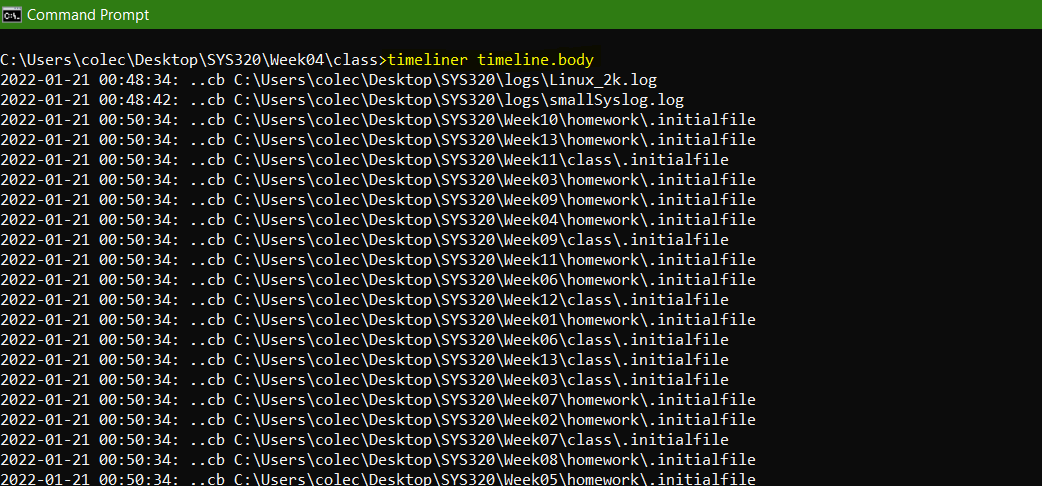 Command Prompt
C:\Users\colec\Desktop\SYS320\Week04\class>timeliner timeline.body
2022-01-21 00:48:34: ..cb C:\Users\colec\Desktop\SYS320\logs\Linux_2k.log
2022-01-21 00:48:42: ..cb C:\Users\colec\Desktop\SYS320\logs\smallSyslog.log
2022-01-21 00:50:34: ..cb C:\Users\colec\Desktop\SYS320\Week10\homework\.initialfile
2022-01-21 00:50:34: ..cb C:\Users\colec\Desktop\SYS320\Week13\homework\.initialfile
2022-01-21 00:50:34: ..cb C:\Users\colec\Desktop\SYS320\Week11\class\.initialfile
2022-01-21 00:50:34: ..cb C:\Users\colec\Desktop\SYS320\Week03\homework\.initialfile
2022-01-21 00:50:34: ..cb C:\Users\colec\Desktop\SYS320\Week09\homework\.initialfile
2022-01-21 00:50:34: ..cb C:\Users\colec\Desktop\SYS320\Week04\homework\.initialfile
2022-01-21 00:50:34: ..cb C:\Users\colec\Desktop\SYS320\Week09\class\.initialfile
2022-01-21 00:50:34: ..cb C:\Users\colec\Desktop\SYS320\Week11\homework\.initialfile
2022-01-21 00:50:34: ..cb C:\Users\colec\Desktop\SYS320\Week06\homework\.initialfile
2022-01-21 00:50:34: ..cb C:\Users\colec\Desktop\SYS320\Week12\class\.initialfile
2022-01-21 00:50:34: ..cb C:\Users\colec\Desktop\SYS320\Week01\homework\.initialfile
2022-01-21 00:50:34: ..cb C:\Users\colec\Desktop\SYS320\Week06\class\.initialfile
2022-01-21 00:50:34: ..cb C:\Users\colec\Desktop\SYS320\Week13\class\.initialfile
2022-01-21 00:50:34: ..cb C:\Users\colec\Desktop\SYS320\Week03\class\.initialfile
2022-01-21 00:50:34: ..cb C:\Users\colec\Desktop\SYS320\Week07\homework\.initialfile
2022-01-21 00:50:34: ..cb C:\Users\colec\Desktop\SYS320\Week02\homework\.initialfile
2022-01-21 00:50:34: ..cb C:\Users\colec\Desktop\SYS320\Week07\class\.initialfile
2022-01-21 00:50:34: ..cb C:\Users\colec\Desktop\SYS320\Week08\homework\.initialfile
2022-01-21 00:50:34: ..cb C:\Users\colec\Desktop\SYS320\Week05\homework\.initialfile